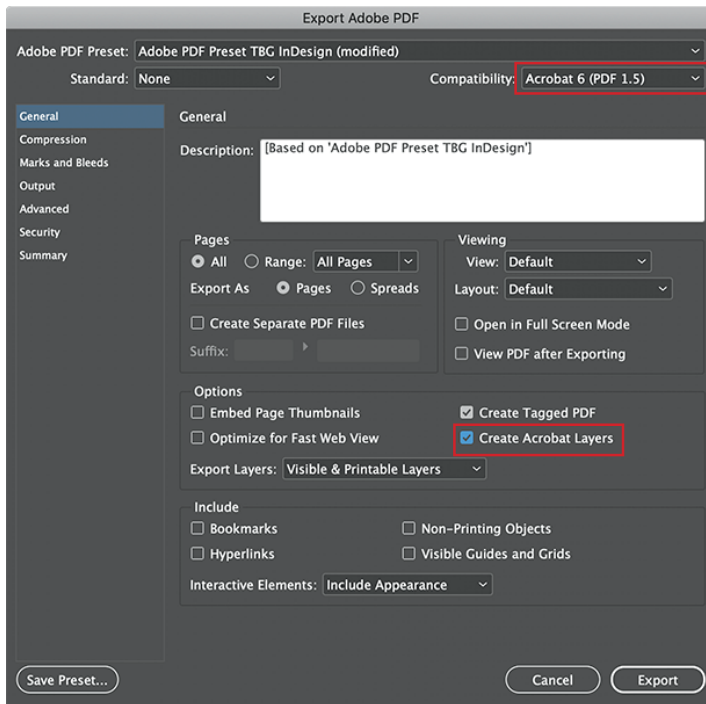 Export Adobe PDF
Adobe PDF Preset: Adobe PDF Preset TBG InDesign (modified)
Standard: None Compatibility: Acrobat 6 (PDF 1.5)
General
Compression
Marks and Bleeds
Output
Advanced
Security
Summary
General
Description: [Based on 'Adobe PDF Preset TBG InDesign']
Pages
All Range: All Pages
Export As Pages Spreads
Create Separate PDF Files
Suffix:
Viewing
View: Default
Layout: Default
Open in Full Screen Mode
View PDF after Exporting
Options
Embed Page Thumbnails Create Tagged PDF
Optimize for Fast Web View Create Acrobat Layers
Export Layers: Visible & Printable Layers
Include
Bookmarks Non-Printing Objects
Hyperlinks Visible Guides and Grids
Interactive Elements: Include Appearance
Save Preset... Cancel Export